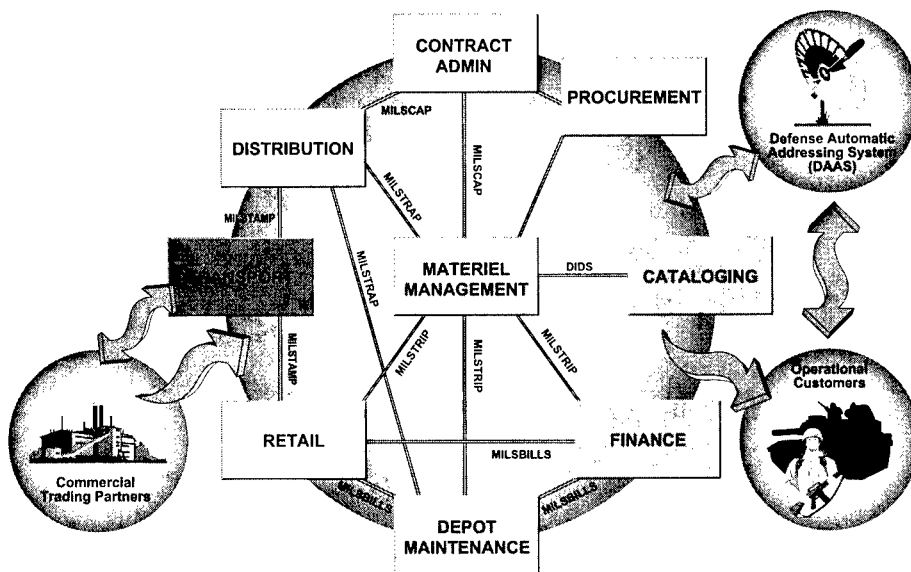 CONTRACT
ADMIN
PROCUREMENT
MILSCAP
DISTRIBUTION
Defense Automatic
Addressing System
(DAAS)
MILSCAP
MILSTRAP
MILSTAMP
MATERIEL
MANAGEMENT
DIDS
CATALOGING
MILSTRAP
MILSTAMP
MILSTRIP
MILSTRIP
MILSTRIP
Operational
Customers
RETAIL
FINANCE
MILSBILLS
Commercial
Trading Partners
MILSBILLS
MILSBILLS
DEPOT
MAINTENANCE